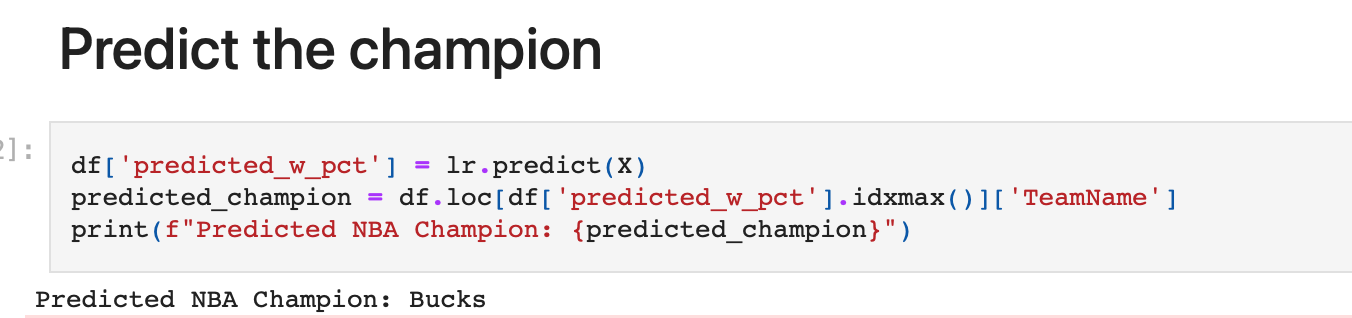 Predict the champion
2]:
df['predicted_w_pct'] = lr.predict(X)
predicted_champion = df.loc[df['predicted_w_pct'].idxmax()]['TeamName']
print(f"Predicted NBA Champion: {predicted_champion}")
Predicted NBA Champion: Bucks